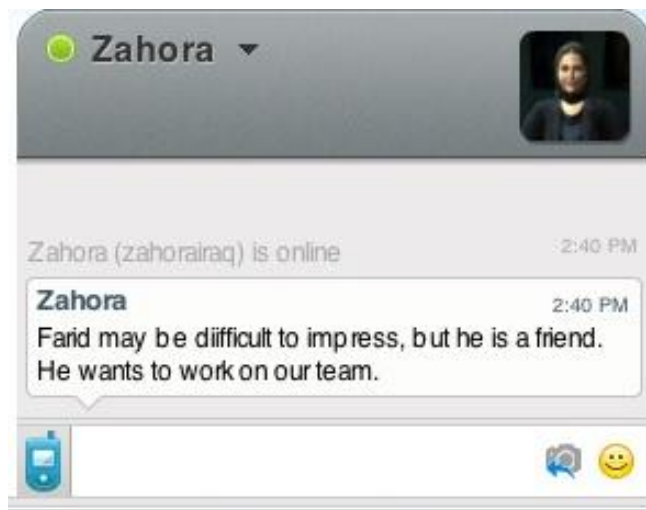 Zahora
Zahora (zahorairaq) is online 2:40 PM
Zahora 2:40 PM
Farid may be diifficult to impress, but he is a friend.
He wants to work on our team.